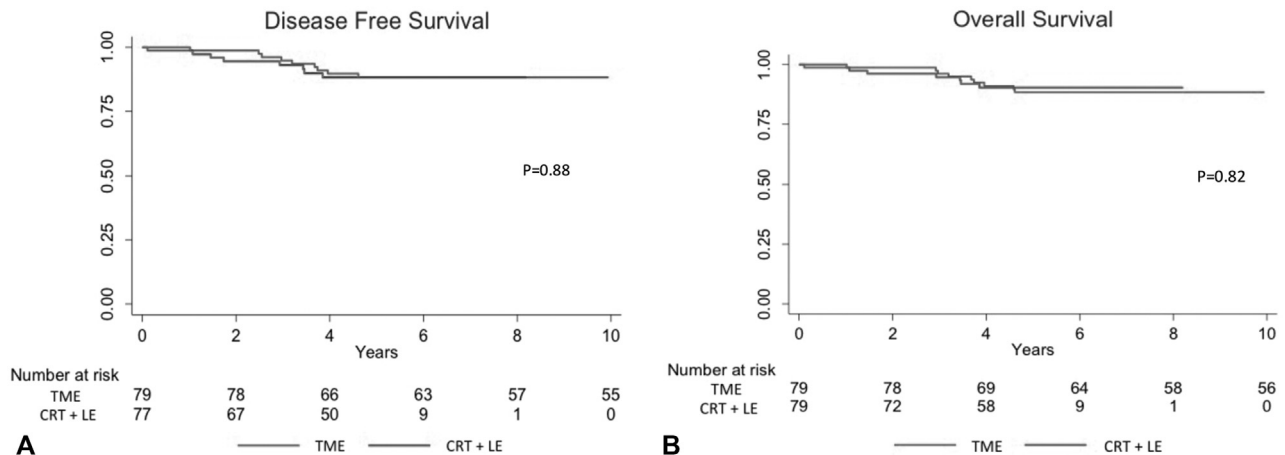 Disease Free Survival
1.00
0.75
0.50
0.25
0.00
P=0.88
0 2 4 6 8 10
Years
Number at risk
TME 79 78 66 63 57 55
CRT + LE 77 67 50 9 1 0
A
TME CRT + LE
Overall Survival
1.00
0.75
0.50
0.25
0.00
P=0.82
0 2 4 6 8 10
Years
Number at risk
TME 79 78 69 64 58 56
CRT + LE 79 72 58 9 1 0
B
TME CRT + LE